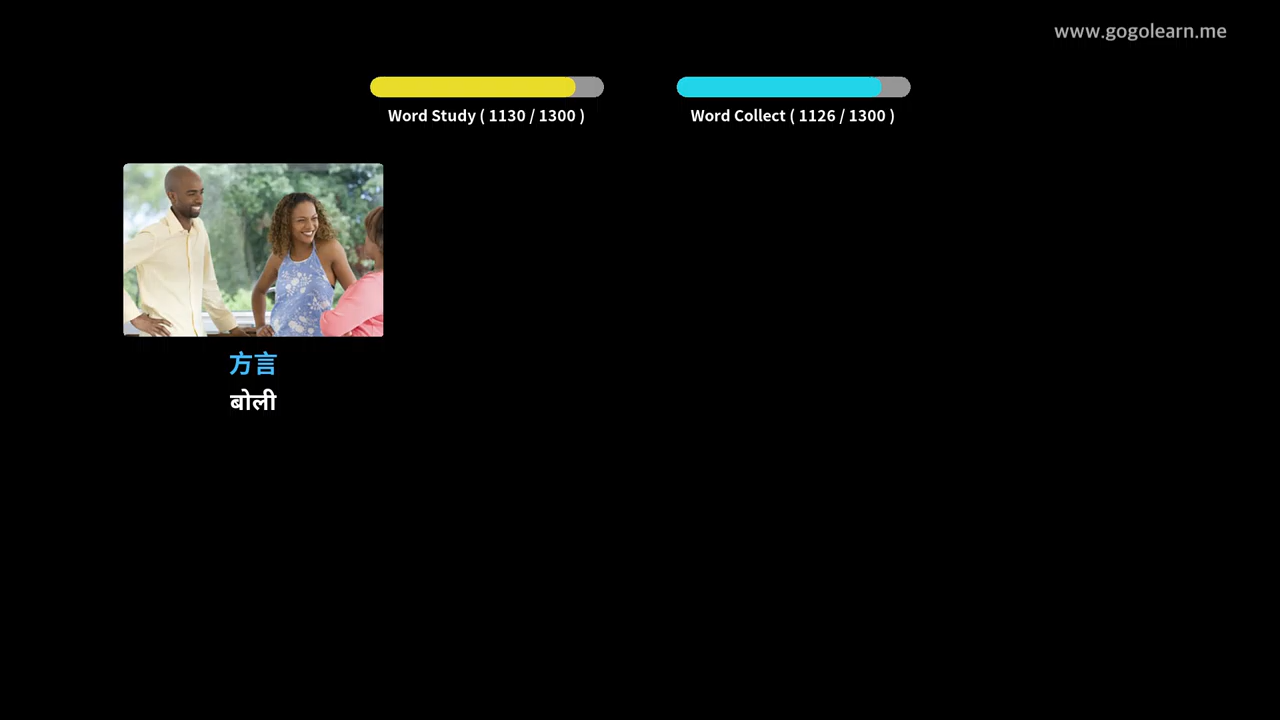 www.gogolearn.me
Word Study ( 1130 / 1300 )
Word Collect ( 1126 / 1300 )
方言
बोली